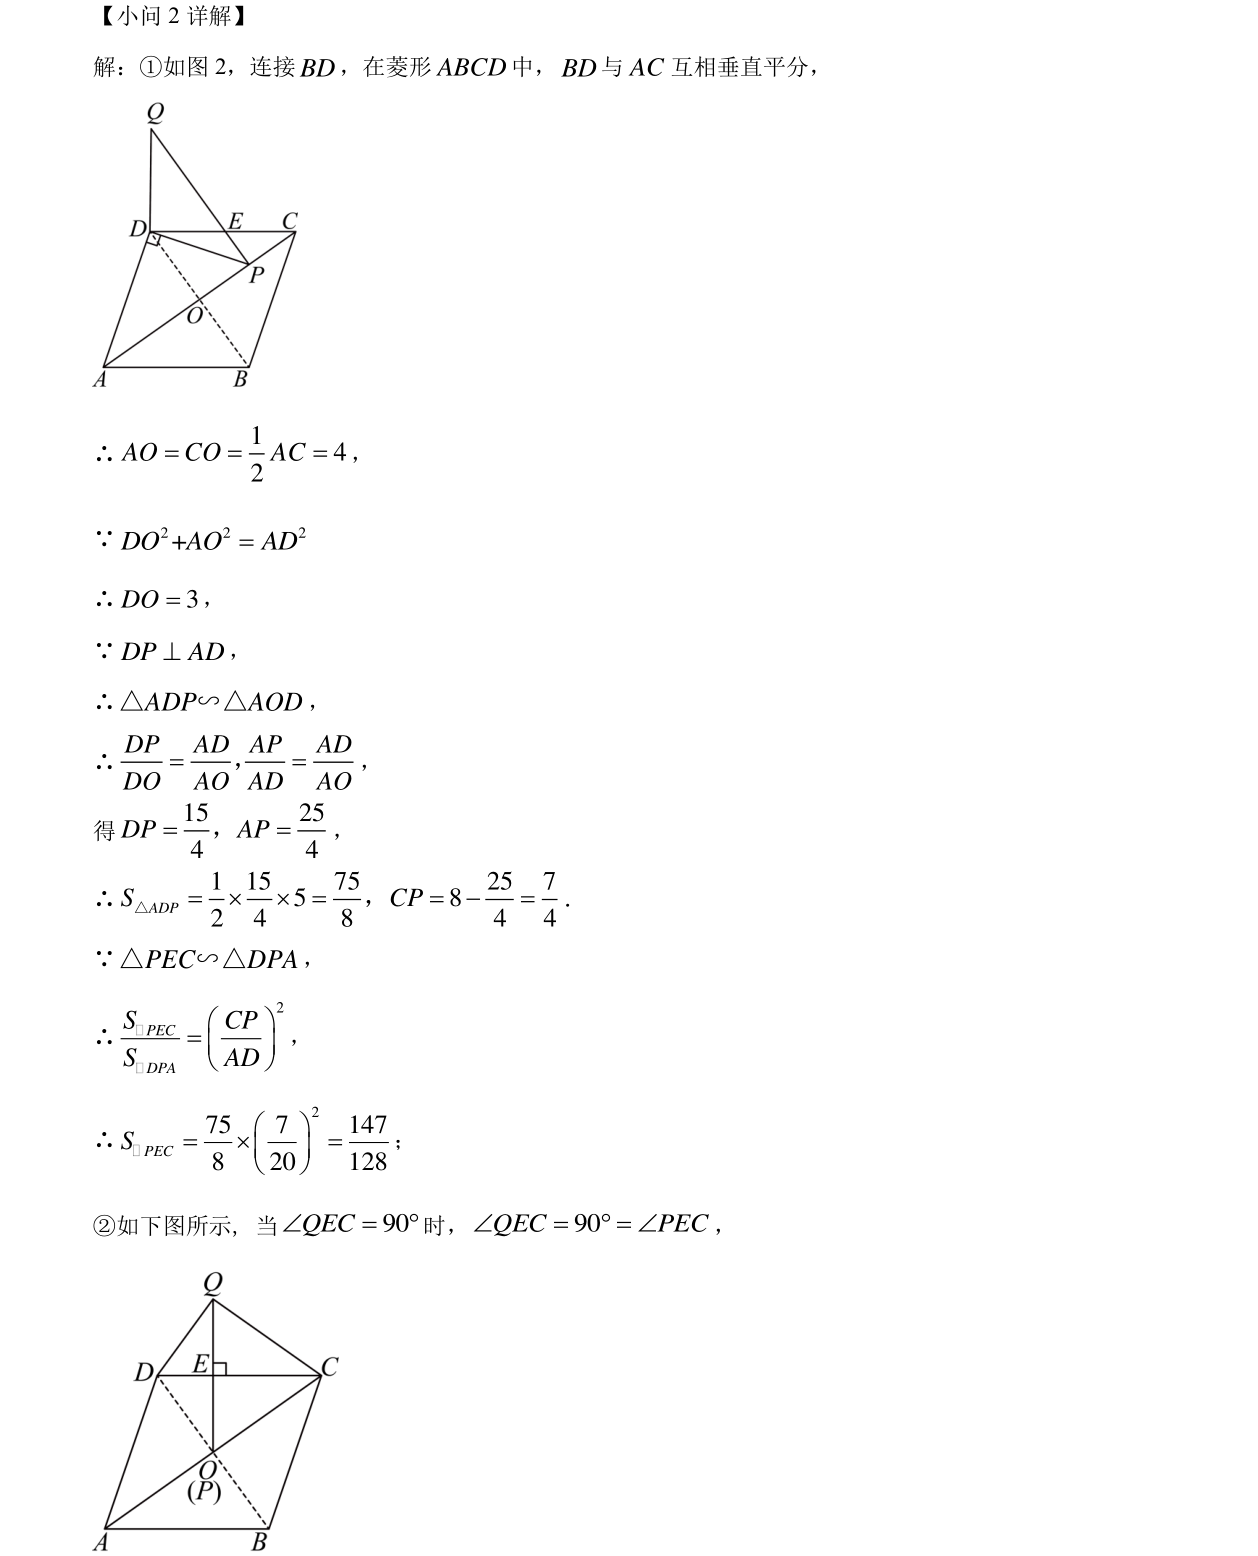 【小问 2 详解】
解：①如图 2，连接 BD，在菱形 ABCD 中， BD 与 AC 互相垂直平分，
Q
D E C
P
O
A B
∴ AO = CO = 1/2 AC = 4，
∵ DO²+AO² = AD²
∴ DO = 3，
∵ DP ⊥ AD，
∴ △ADP∽△AOD，
∴ DP/DO = AD/AO, AP/AD = AD/AO，
得 DP = 15/4，AP = 25/4，
∴ S△ADP = 1/2 × 15/4 × 5 = 75/8，CP = 8 − 25/4 = 7/4．
∵ △PEC∽△DPA，
∴ S□PEC/S□DPA = (CP/AD)²，
∴ S□PEC = 75/8 × (7/20)² = 147/128；
②如下图所示, 当 ∠QEC = 90° 时，∠QEC = 90° = ∠PEC，
Q
D E C
O
(P)
A B